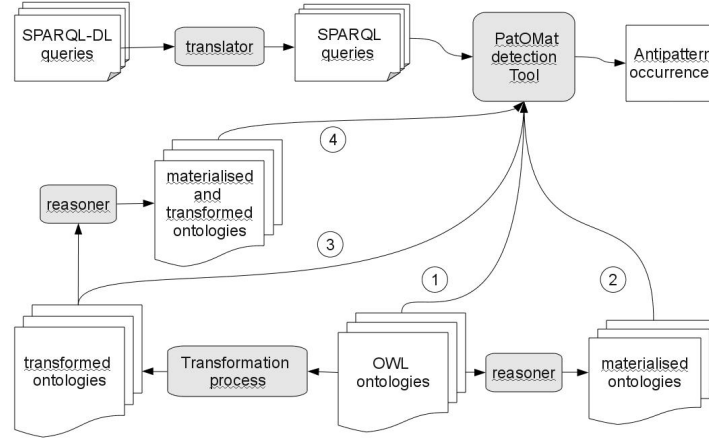 SPARQL-DL
queries
translator
SPARQL
queries
PatOMat
detection
Tool
Antipattern
occurrence
4
materialised
and
transformed
ontologies
reasoner
3
1
2
transformed
ontologies
Transformation
process
OWL
ontologies
reasoner
materialised
ontologies